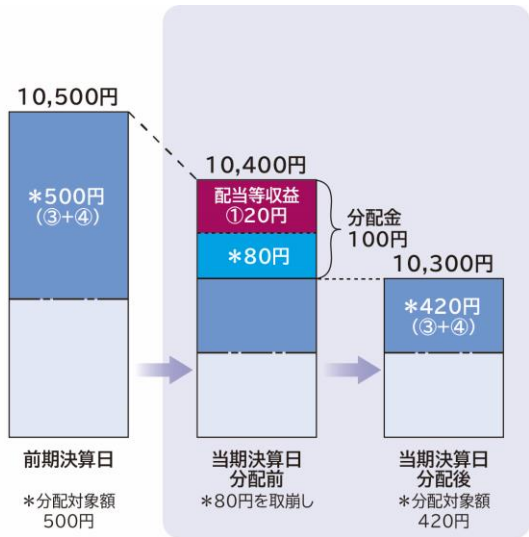 10,500円
＊500円
(③+④)
前期決算日
＊分配対象額
500円
10,400円
配当等収益
①20円
＊80円
分配金
100円
当期決算日
分配前
＊80円を取崩し
10,300円
＊420円
(③+④)
当期決算日
分配後
＊分配対象額
420円